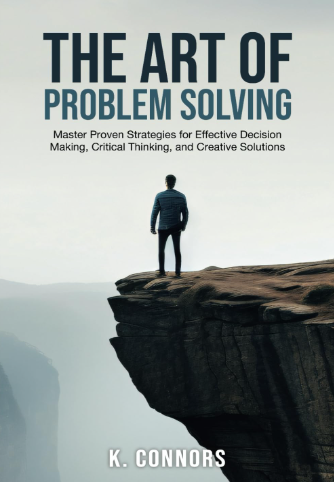 THE ART OF
PROBLEM SOLVING
Master Proven Strategies for Effective Decision
Making, Critical Thinking, and Creative Solutions
K. CONNORS